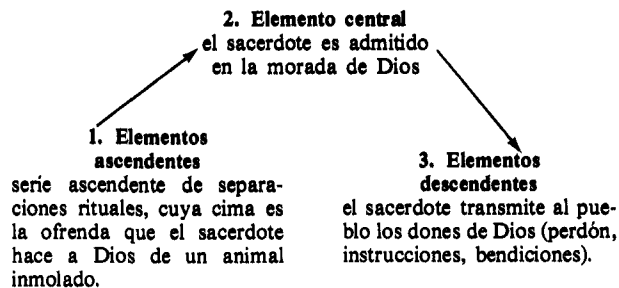 2. Elemento central
el sacerdote es admitido
en la morada de Dios
1. Elementos
ascendentes
serie ascendente de separa-
ciones rituales, cuya cima es
la ofrenda que el sacerdote
hace a Dios de un animal
inmolado.
3. Elementos
descendentes
el sacerdote transmite al pue-
blo los dones de Dios (perdón,
instrucciones, bendiciones).